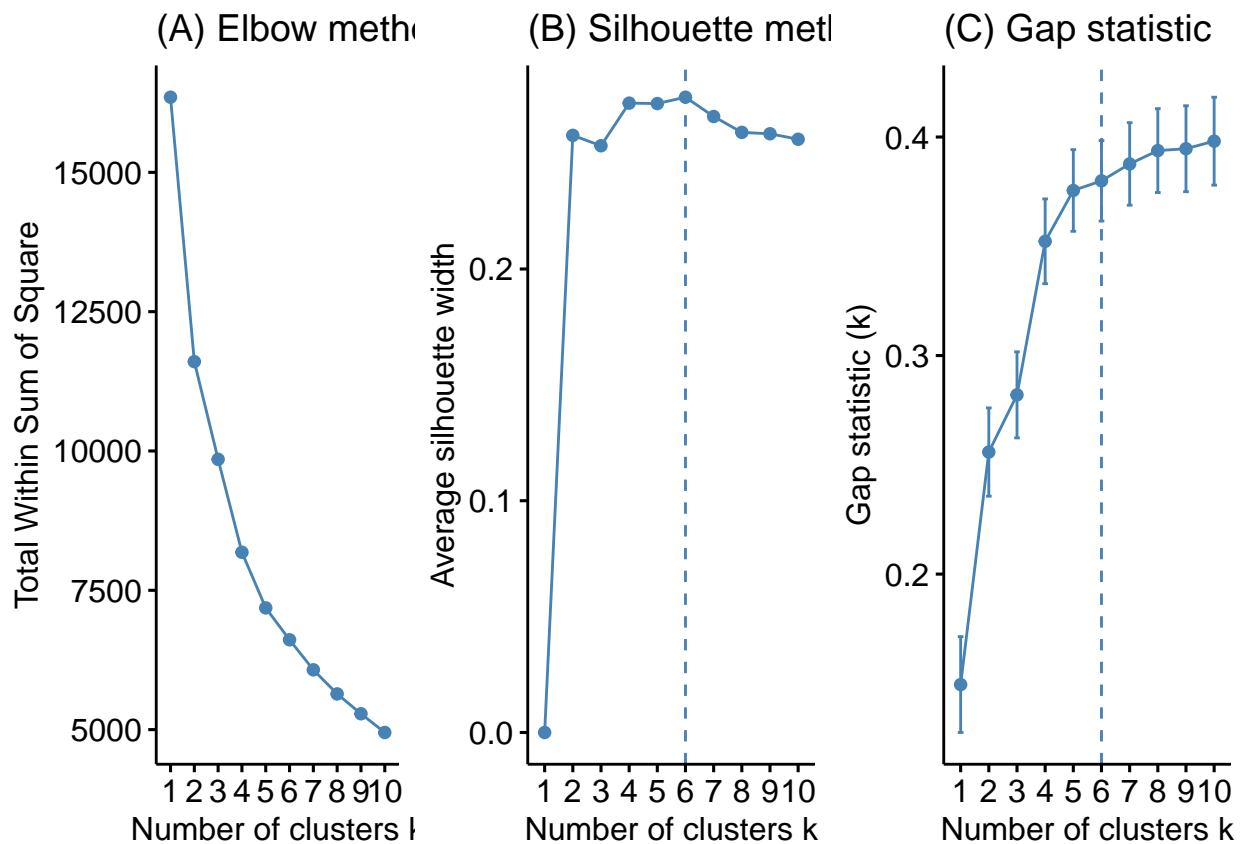 (A) Elbow meth
(B) Silhouette met
(C) Gap statistic
Total Within Sum of Square
15000
12500
10000
7500
5000
1 2 3 4 5 6 7 8 9 10
Number of clusters k
Average silhouette width
0.2
0.1
0.0
1 2 3 4 5 6 7 8 9 10
Number of clusters k
Gap statistic (k)
0.4
0.3
0.2
1 2 3 4 5 6 7 8 9 10
Number of clusters k